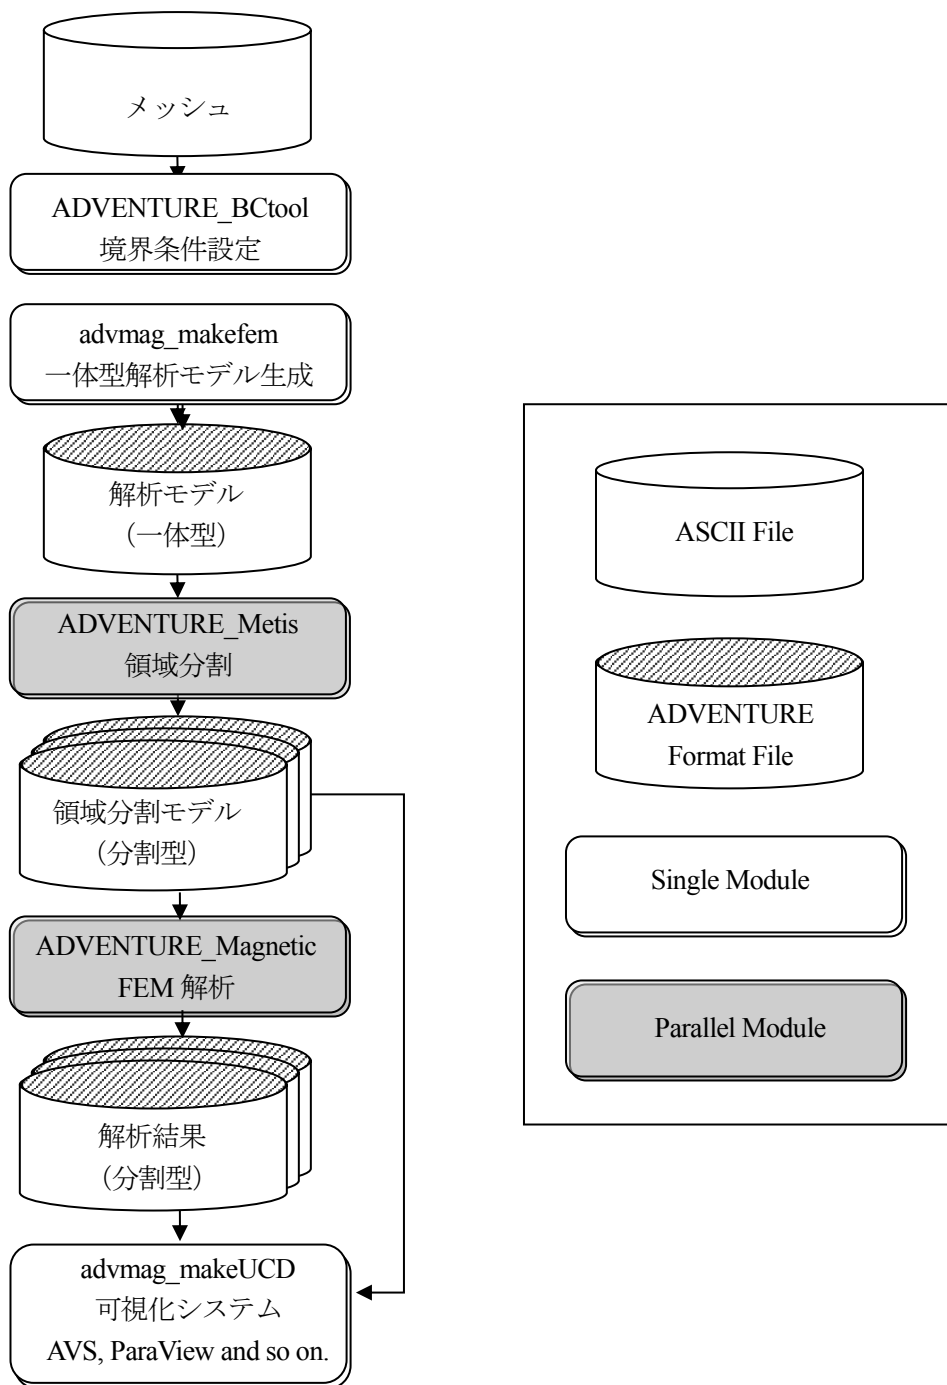 メッシュ
ADVENTURE_BCtool
境界条件設定
advmag_makefem
一体型解析モデル生成
解析モデル
(一体型)
ADVENTURE_Metis
領域分割
領域分割モデル
(分割型)
ADVENTURE_Magnetic
FEM 解析
解析結果
(分割型)
advmag_makeUCD
可視化システム
AVS, ParaView and so on.
ASCII File
ADVENTURE
Format File
Single Module
Parallel Module